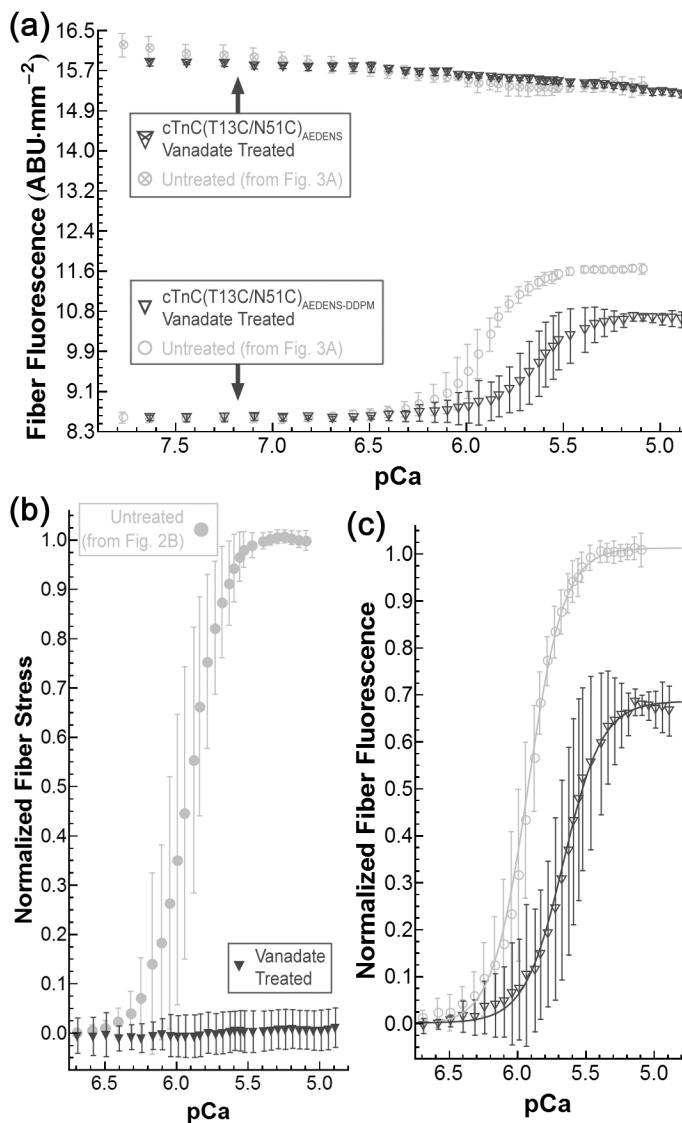 (a)
Fiber Fluorescence (ABU·mm⁻²)
16.5
15.7
14.9
14.0
13.2
12.4
11.6
10.8
9.9
9.1
8.3
cTnC(T13C/N51C)AEDENS
Vanadate Treated
Untreated (from Fig. 3A)
cTnC(T13C/N51C)AEDENS-DDPM
Vanadate Treated
Untreated (from Fig. 3A)
7.5 7.0 6.5 6.0 5.5 5.0
pCa
(b)
Normalized Fiber Stress
Untreated
(from Fig. 2B)
1.0
0.9
0.8
0.7
0.6
0.5
0.4
0.3
0.2
0.1
0.0
Vanadate
Treated
6.5 6.0 5.5 5.0
pCa
(c)
Normalized Fiber Fluorescence
1.0
0.9
0.8
0.7
0.6
0.5
0.4
0.3
0.2
0.1
0.0
6.5 6.0 5.5 5.0
pCa